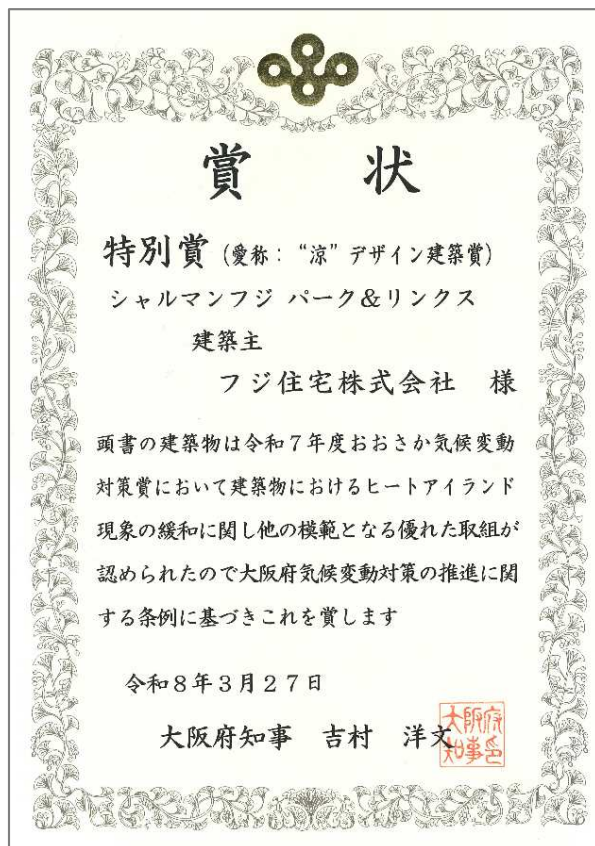 賞 状
特別賞 (愛称：“涼”デザイン建築賞)
シャルマンフジ パーク&リンクス
建築主
フジ住宅株式会社 様
頭書の建築物は令和７年度おおさか気候変動
対策賞において建築物におけるヒートアイランド
現象の緩和に関し他の模範となる優れた取組が
認められたので大阪府気候変動対策の推進に関
する条例に基づきこれを賞します
令和８年３月２７日
大阪府知事 吉村 洋文
大阪府
知事印